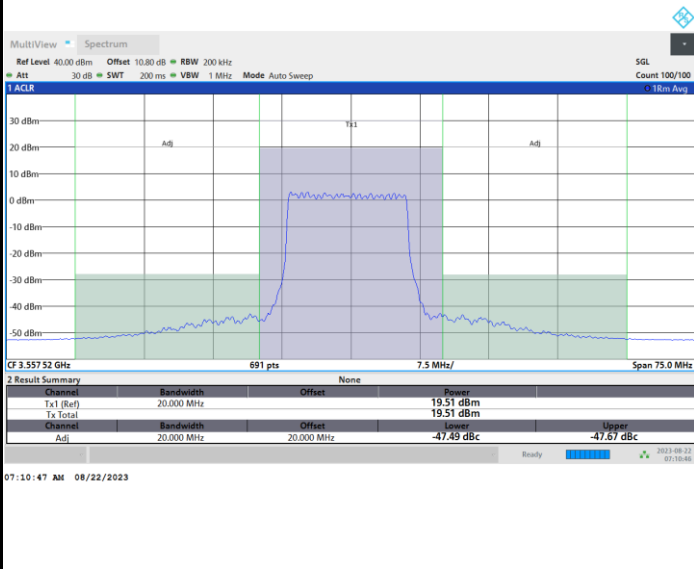 MultiView Spectrum
Ref Level 40.00 dBm Offset 10.80 dB RBW 200 kHz SGL
Att 30 dB SWT 200 ms VBW 1 MHz Mode Auto Sweep Count 100/100
1 ACLR 1Rm Avg
Tx1
30 dBm
Adj Adj
20 dBm
10 dBm
0 dBm
-10 dBm
-20 dBm
-30 dBm
-40 dBm
-50 dBm
CF 3.557 52 GHz 691 pts 7.5 MHz/ Span 75.0 MHz
2 Result Summary None
Channel Bandwidth Offset Power
Tx1 (Ref) 20.000 MHz 19.51 dBm
Tx Total 19.51 dBm
Channel Bandwidth Offset Lower Upper
Adj 20.000 MHz 20.000 MHz -47.49 dBc -47.67 dBc
Ready 2023-08-22
07:10:48
07:10:47 AM 08/22/2023